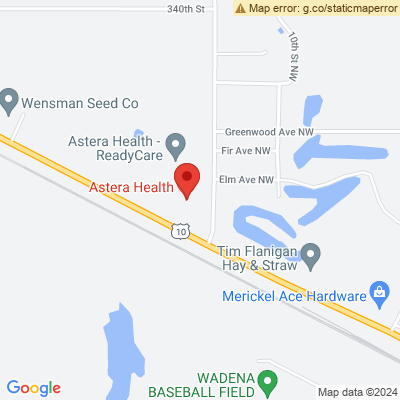 340th St
Map error: g.co/staticmaperror
10th St NW
Wensman Seed Co
Greenwood Ave NW
Astera Health -
ReadyCare
Fir Ave NW
Astera Health
Elm Ave NW
10
Tim Flanigan
Hay & Straw
Merickel Ace Hardware
WADENA
BASEBALL FIELD
Google
Map data ©2024